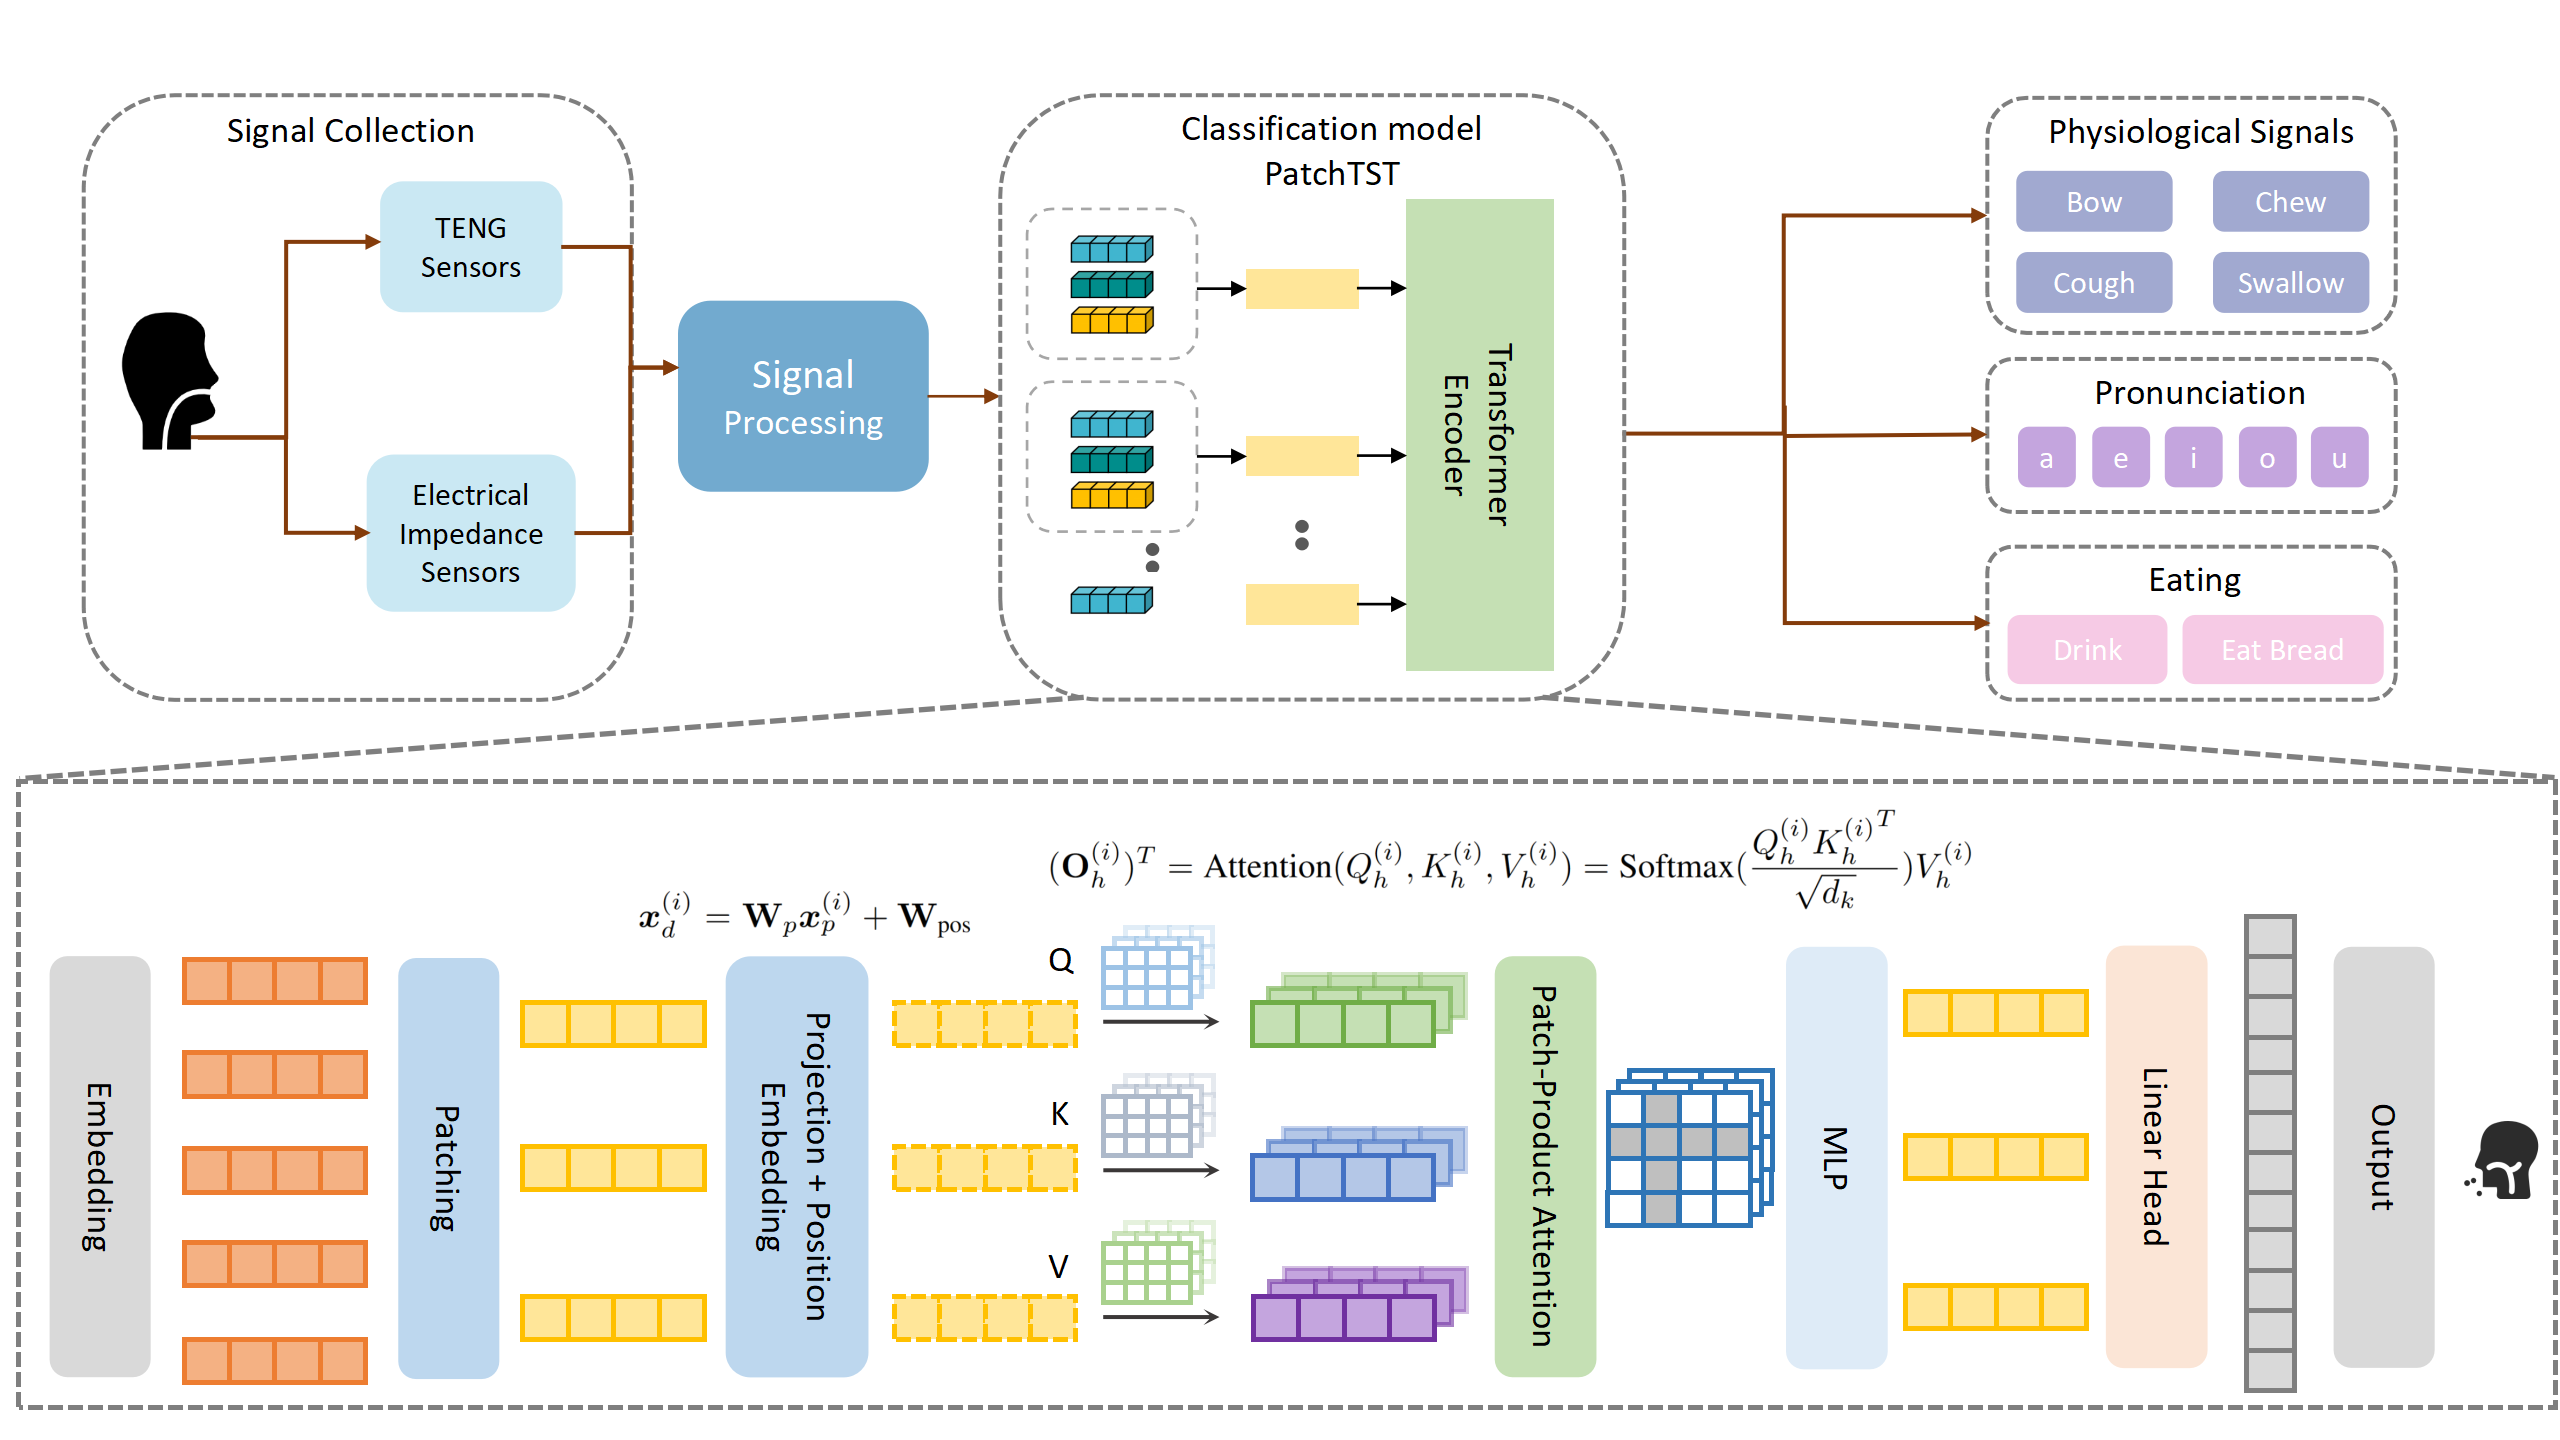 Signal Collection
TENG
Sensors
Electrical
Impedance
Sensors
Signal
Processing
Classification model
PatchTST
Transformer
Encoder
Physiological Signals
Bow
Chew
Cough
Swallow
Pronunciation
a e i o u
Eating
Drink
Eat Bread
$\boldsymbol{x}_d^{(i)} = \mathbf{W}_p \boldsymbol{x}_p^{(i)} + \mathbf{W}_{\text{pos}}$
$(\mathbf{O}_h^{(i)})^T = \text{Attention}(Q_h^{(i)}, K_h^{(i)}, V_h^{(i)}) = \text{Softmax}(\frac{Q_h^{(i)} {K_h^{(i)}}^T}{\sqrt{d_k}}) V_h^{(i)}$
Embedding
Patching
Projection + Position
Embedding
Q
K
V
Patch-Product Attention
MLP
Linear Head
Output